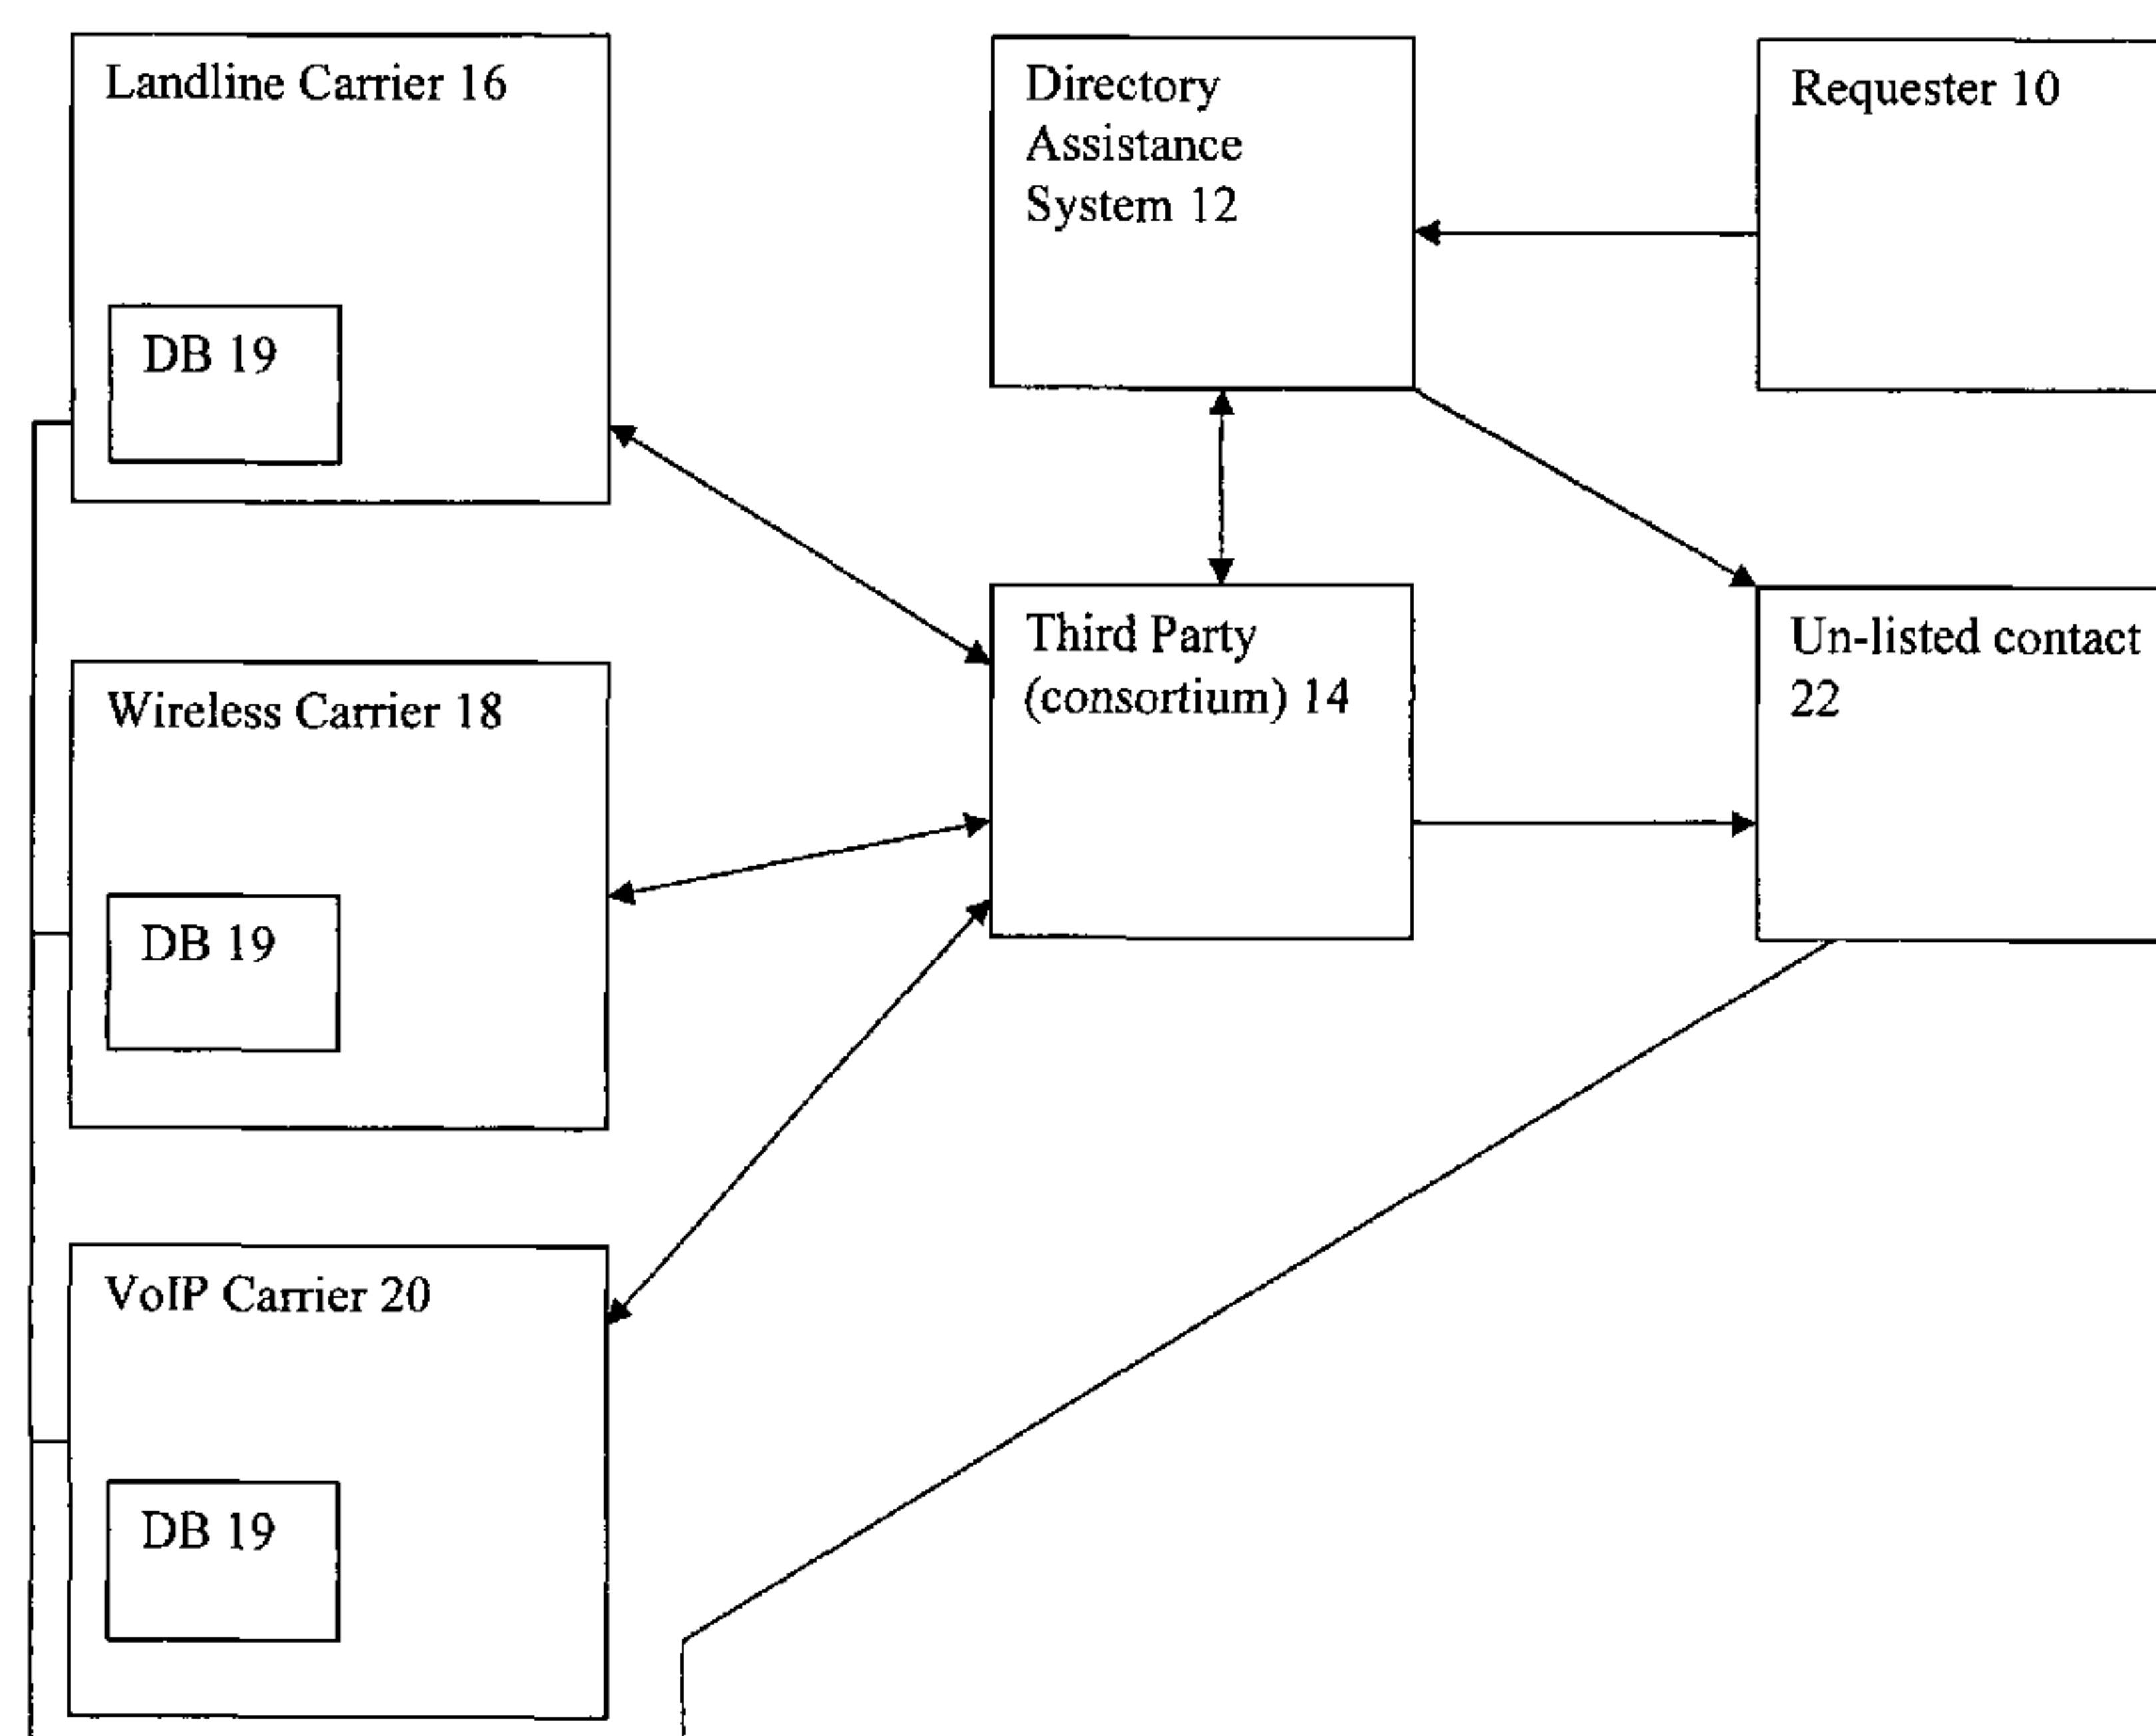 Landline Carrier 16
DB 19
Directory
Assistance
System 12
Requester 10
Wireless Carrier 18
DB 19
Third Party
(consortium) 14
Un-listed contact
22
VoIP Carrier 20
DB 19